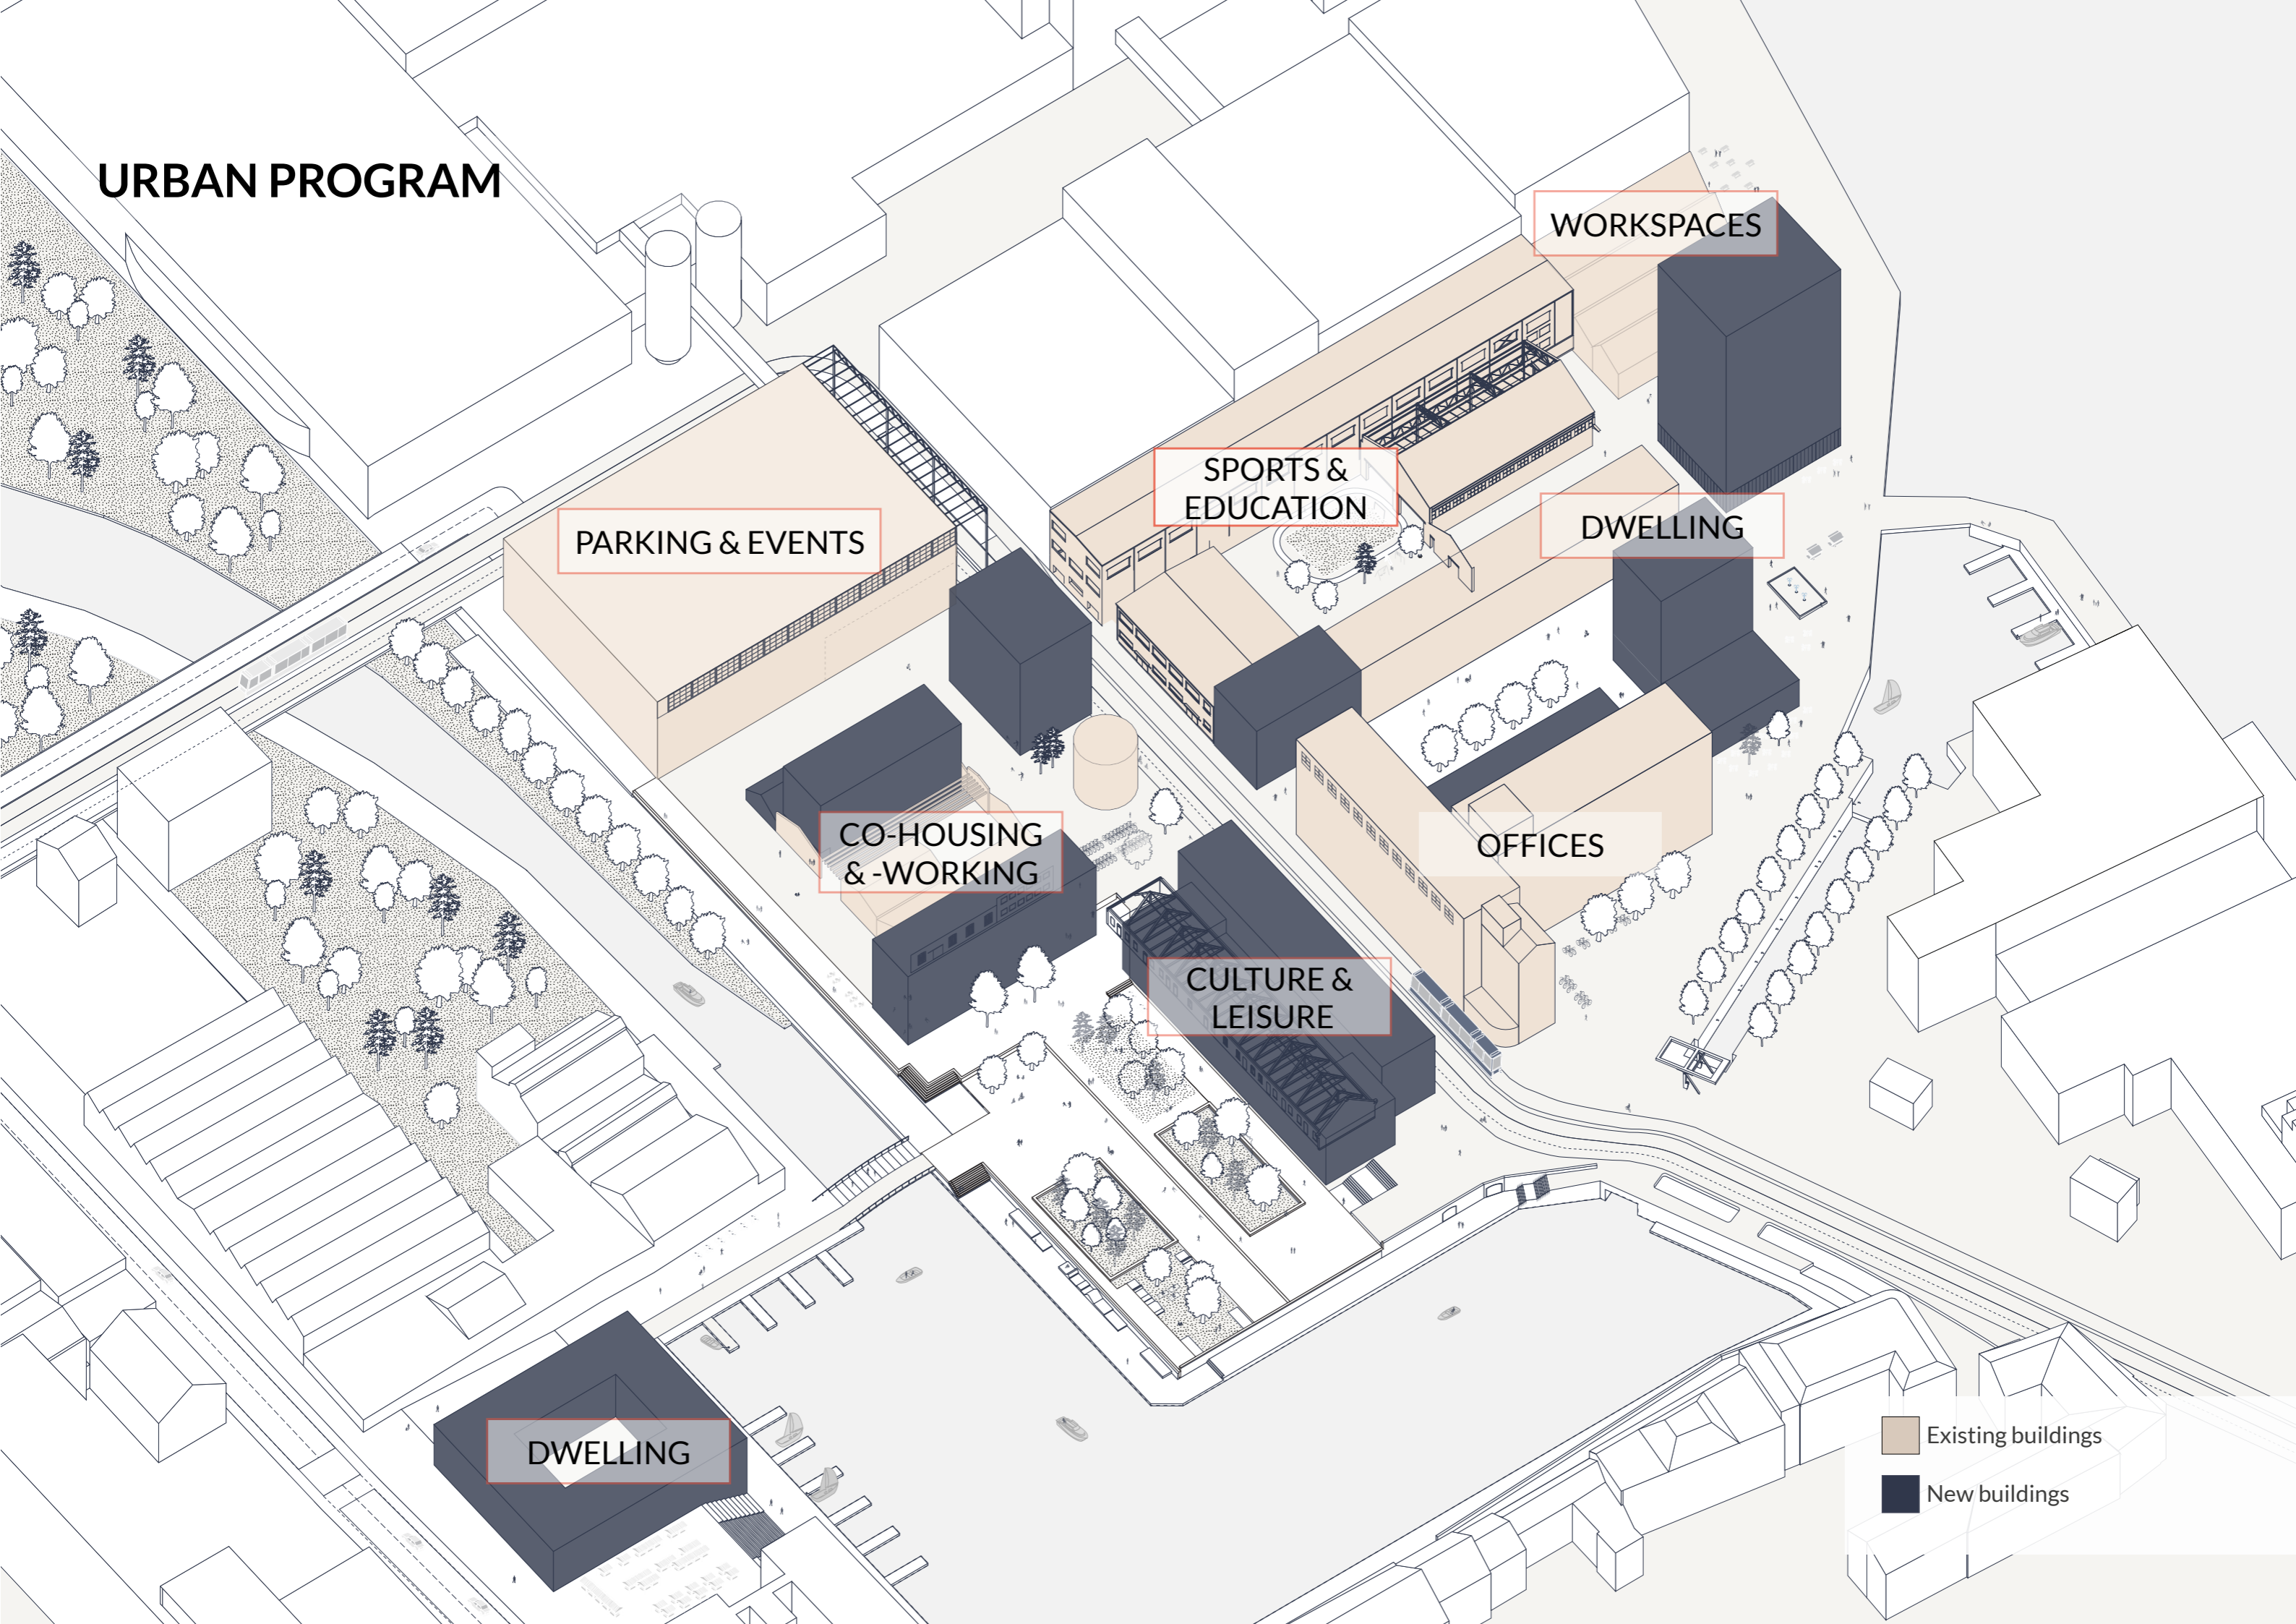 URBAN PROGRAM
WORKSPACES
SPORTS &
EDUCATION
DWELLING
PARKING & EVENTS
CO-HOUSING
& -WORKING
OFFICES
CULTURE &
LEISURE
DWELLING
Existing buildings
New buildings